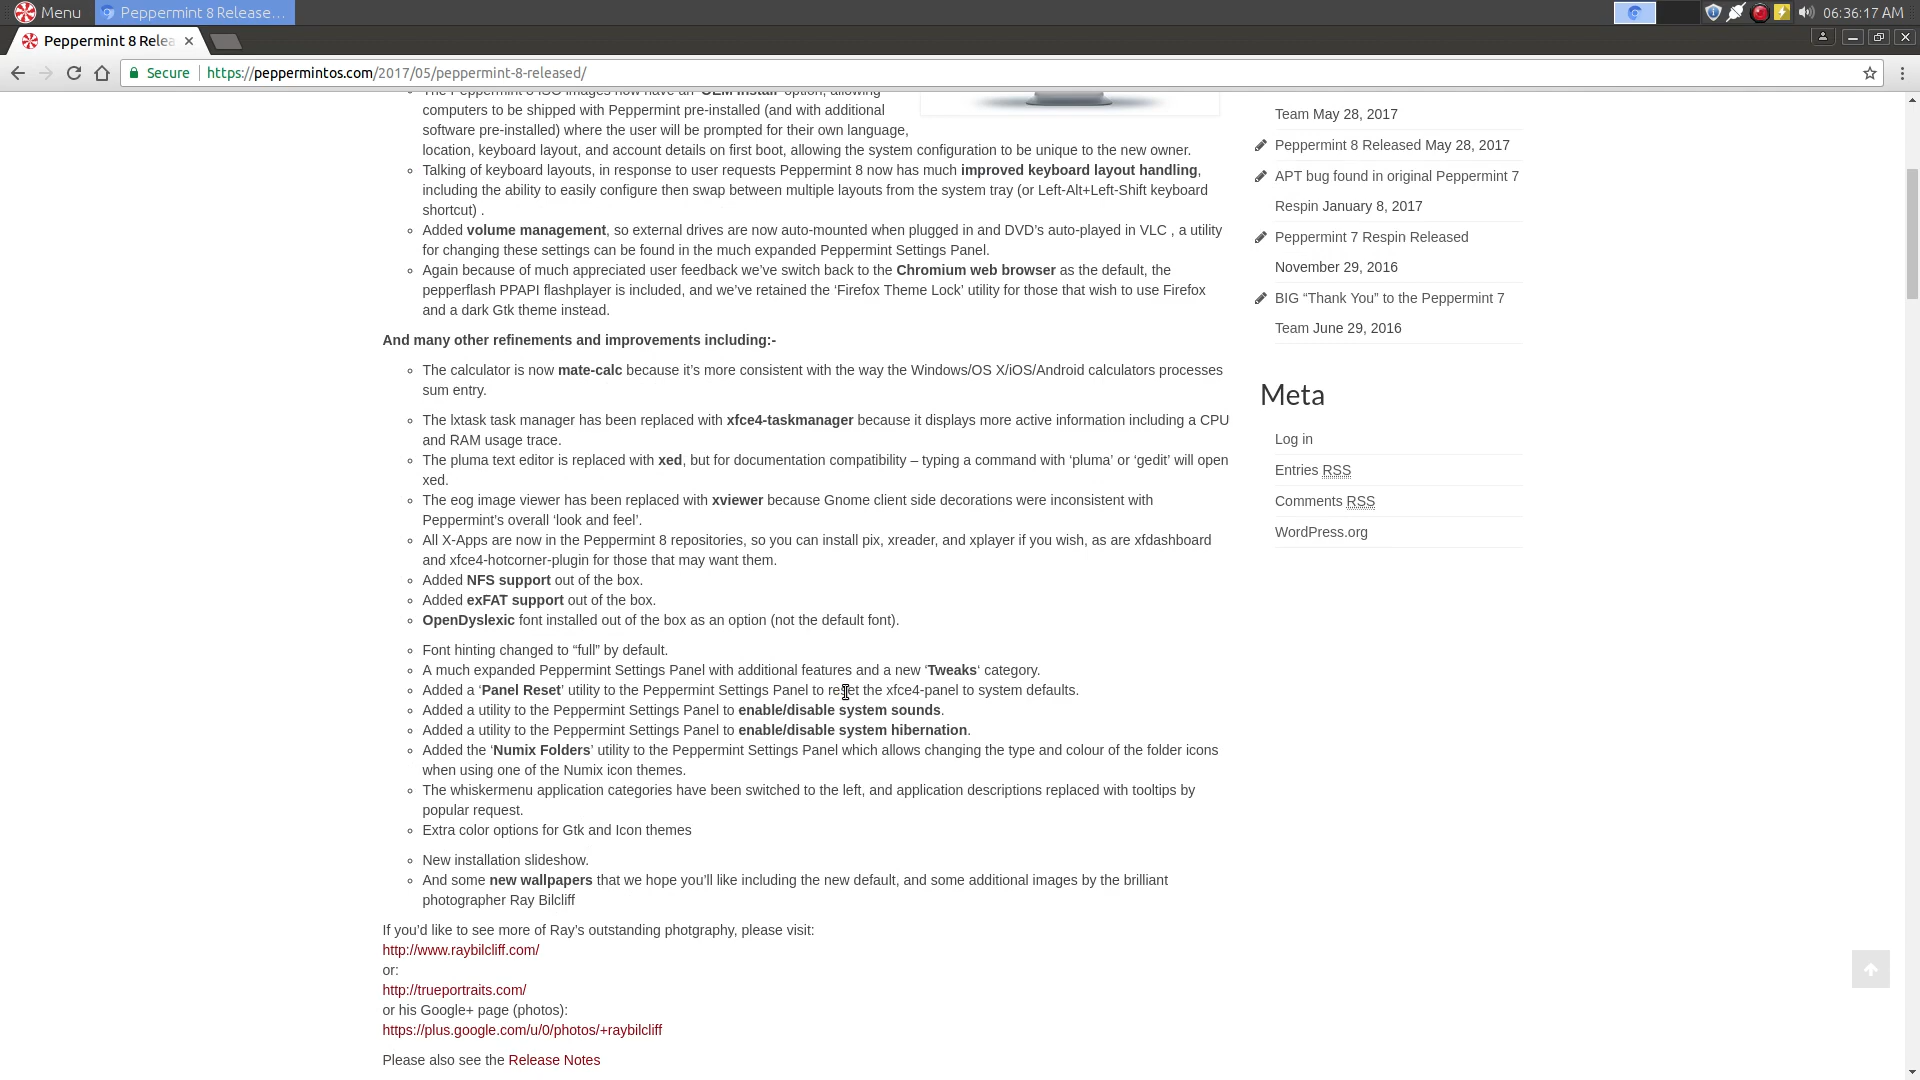 Menu
Peppermint 8 Release...
06:36:17 AM
Peppermint 8 Relea
Secure
https://peppermintos.com/2017/05/peppermint-8-released/
The Peppermint 8 ISO images now have an ‘OEM Install’ option, allowing
computers to be shipped with Peppermint pre-installed (and with additional
software pre-installed) where the user will be prompted for their own language,
location, keyboard layout, and account details on first boot, allowing the system configuration to be unique to the new owner.
Talking of keyboard layouts, in response to user requests Peppermint 8 now has much improved keyboard layout handling,
including the ability to easily configure then swap between multiple layouts from the system tray (or Left-Alt+Left-Shift keyboard
shortcut) .
Added volume management, so external drives are now auto-mounted when plugged in and DVD’s auto-played in VLC , a utility
for changing these settings can be found in the much expanded Peppermint Settings Panel.
Again because of much appreciated user feedback we’ve switch back to the Chromium web browser as the default, the
pepperflash PPAPI flashplayer is included, and we’ve retained the ‘Firefox Theme Lock’ utility for those that wish to use Firefox
and a dark Gtk theme instead.
And many other refinements and improvements including:-
The calculator is now mate-calc because it’s more consistent with the way the Windows/OS X/iOS/Android calculators processes
sum entry.
The lxtask task manager has been replaced with xfce4-taskmanager because it displays more active information including a CPU
and RAM usage trace.
The pluma text editor is replaced with xed, but for documentation compatibility – typing a command with ‘pluma’ or ‘gedit’ will open
xed.
The eog image viewer has been replaced with xviewer because Gnome client side decorations were inconsistent with
Peppermint’s overall ‘look and feel’.
All X-Apps are now in the Peppermint 8 repositories, so you can install pix, xreader, and xplayer if you wish, as are xfdashboard
and xfce4-hotcorner-plugin for those that may want them.
Added NFS support out of the box.
Added exFAT support out of the box.
OpenDyslexic font installed out of the box as an option (not the default font).
Font hinting changed to “full” by default.
A much expanded Peppermint Settings Panel with additional features and a new ‘Tweaks‘ category.
Added a ‘Panel Reset’ utility to the Peppermint Settings Panel to reset the xfce4-panel to system defaults.
Added a utility to the Peppermint Settings Panel to enable/disable system sounds.
Added a utility to the Peppermint Settings Panel to enable/disable system hibernation.
Added the ‘Numix Folders’ utility to the Peppermint Settings Panel which allows changing the type and colour of the folder icons
when using one of the Numix icon themes.
The whiskermenu application categories have been switched to the left, and application descriptions replaced with tooltips by
popular request.
Extra color options for Gtk and Icon themes
New installation slideshow.
And some new wallpapers that we hope you’ll like including the new default, and some additional images by the brilliant
photographer Ray Bilcliff
If you’d like to see more of Ray’s outstanding photgraphy, please visit:
http://www.raybilcliff.com/
or:
http://trueportraits.com/
or his Google+ page (photos):
https://plus.google.com/u/0/photos/+raybilcliff
Please also see the Release Notes
Team May 28, 2017
Peppermint 8 Released May 28, 2017
APT bug found in original Peppermint 7
Respin January 8, 2017
Peppermint 7 Respin Released
November 29, 2016
BIG “Thank You” to the Peppermint 7
Team June 29, 2016
Meta
Log in
Entries RSS
Comments RSS
WordPress.org